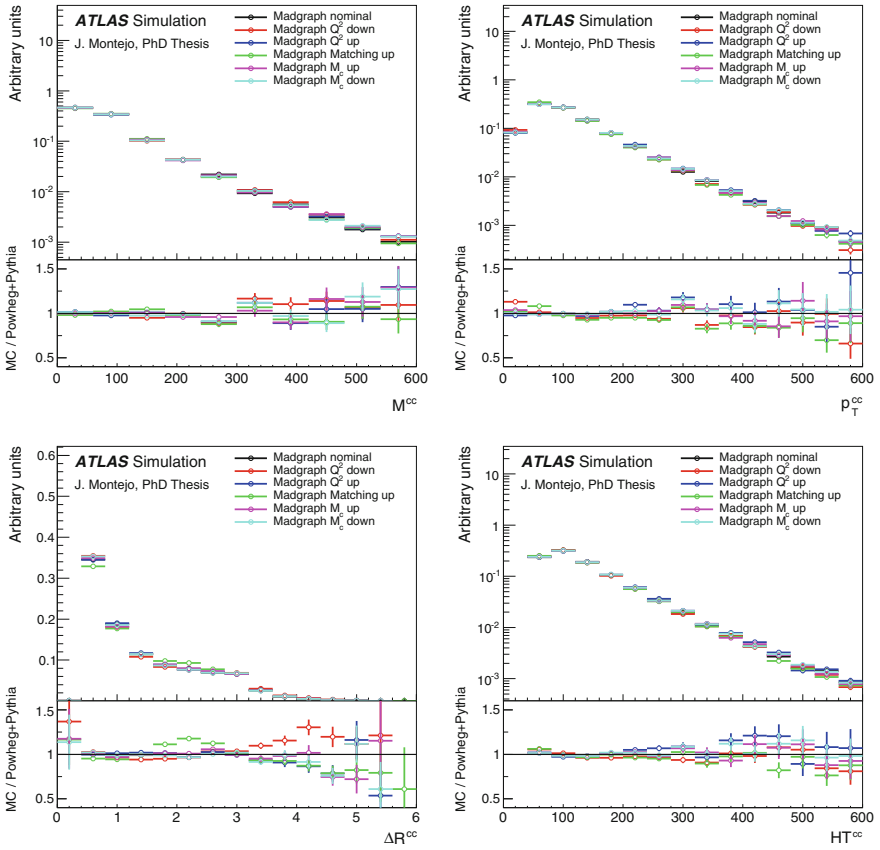 ATLAS Simulation
J. Montejo, PhD Thesis
Madgraph nominal
Madgraph Q² down
Madgraph Q² up
Madgraph Matching up
Madgraph M_c up
Madgraph M_c down
Arbitrary units
10
1
10⁻¹
10⁻²
10⁻³
MC / Powheg+Pythia
1.5
1
0.5
0 100 200 300 400 500 600
M^cc
ATLAS Simulation
J. Montejo, PhD Thesis
Madgraph nominal
Madgraph Q² down
Madgraph Q² up
Madgraph Matching up
Madgraph M_c up
Madgraph M_c down
Arbitrary units
10
1
10⁻¹
10⁻²
10⁻³
MC / Powheg+Pythia
1.5
1
0.5
0 100 200 300 400 500 600
p_T^cc
ATLAS Simulation
J. Montejo, PhD Thesis
Madgraph nominal
Madgraph Q² down
Madgraph Q² up
Madgraph Matching up
Madgraph M_c up
Madgraph M_c down
Arbitrary units
0.6
0.5
0.4
0.3
0.2
0.1
MC / Powheg+Pythia
1.5
1
0.5
0 1 2 3 4 5 6
ΔR^cc
ATLAS Simulation
J. Montejo, PhD Thesis
Madgraph nominal
Madgraph Q² down
Madgraph Q² up
Madgraph Matching up
Madgraph M_c up
Madgraph M_c down
Arbitrary units
10
1
10⁻¹
10⁻²
10⁻³
MC / Powheg+Pythia
1.5
1
0.5
0 100 200 300 400 500 600
HT^cc